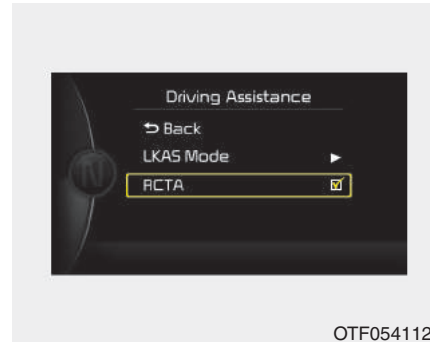 Driving Assistance
Back
LKAS Mode
RCTA
OTF054112